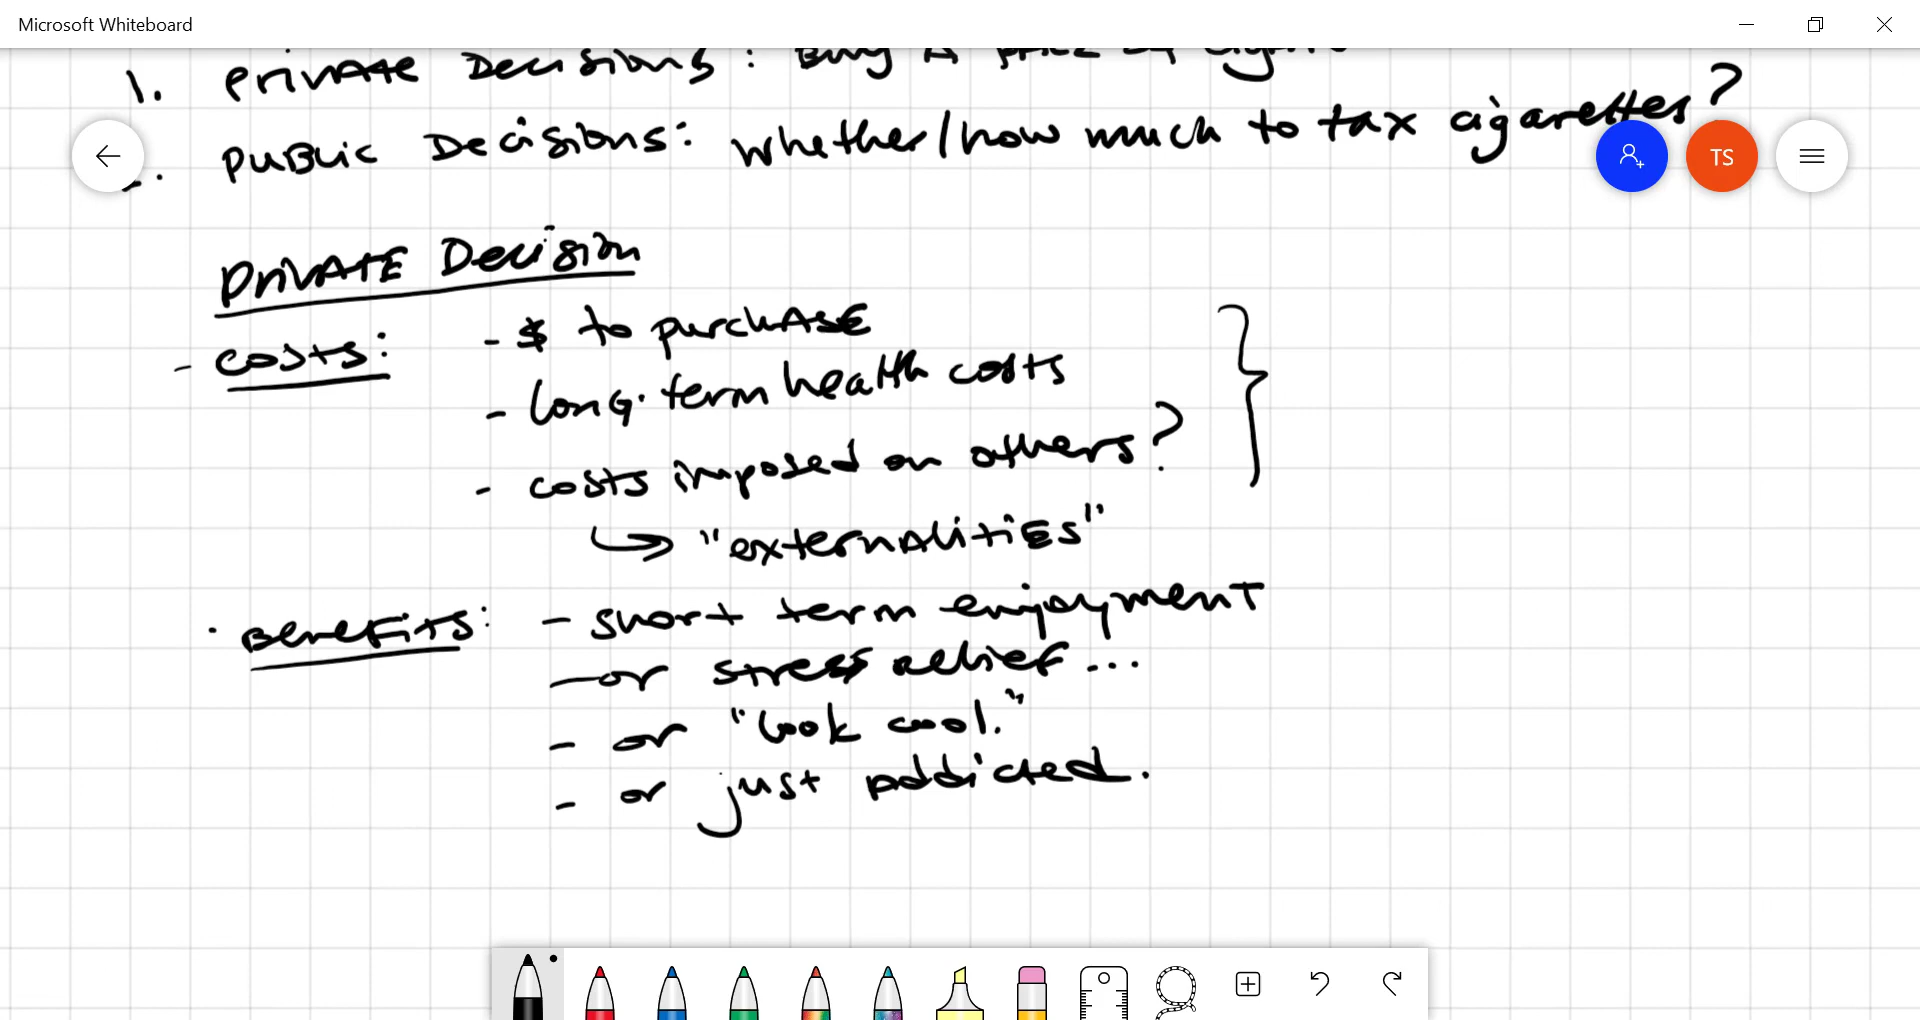 Microsoft Whiteboard
1. Private Decisions: Buy a pack of
2. Public Decisions: whether/how much to tax cigarettes?
TS
Private Decision
- Costs:
- $ to purchase
- long-term health costs
- costs imposed on others?
↳ "externalities"
· Benefits:
- short term enjoyment
- or stress relief...
- or "look cool."
- or just addicted.